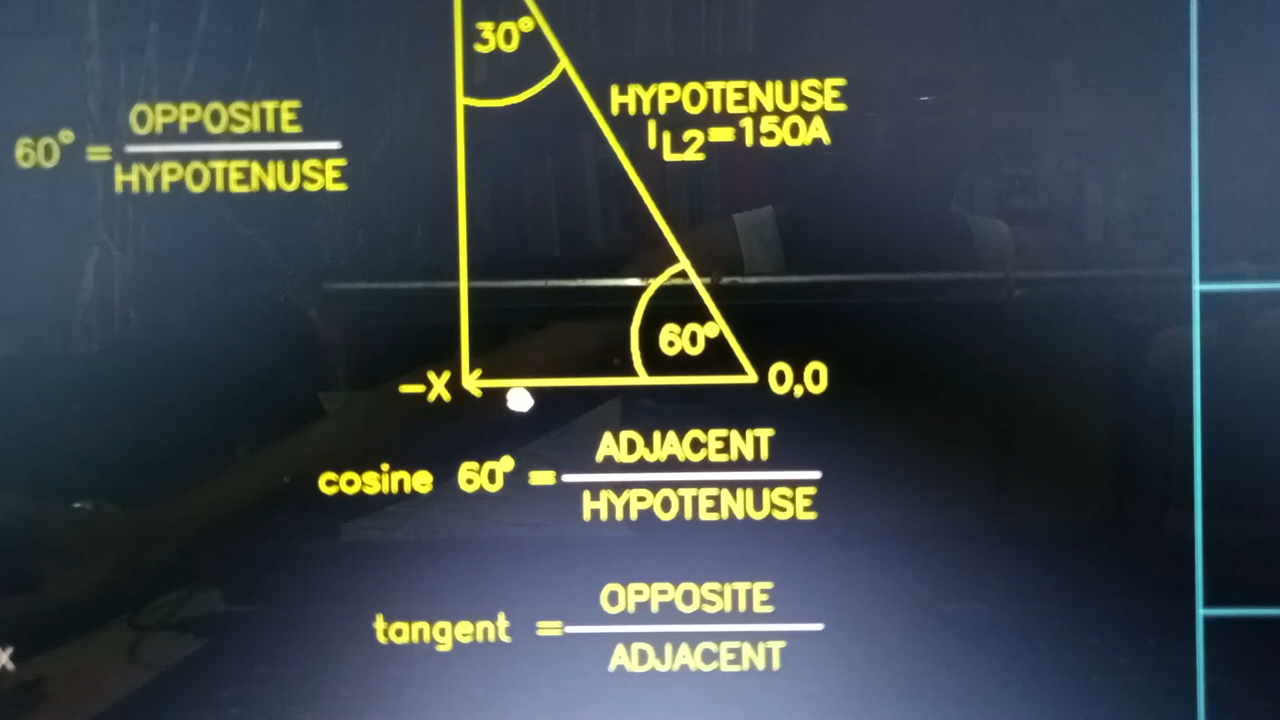 30°
HYPOTENUSE
IL2=150A
60° = OPPOSITE
HYPOTENUSE
60°
-X
0,0
cosine 60° = ADJACENT
HYPOTENUSE
tangent = OPPOSITE
ADJACENT
X